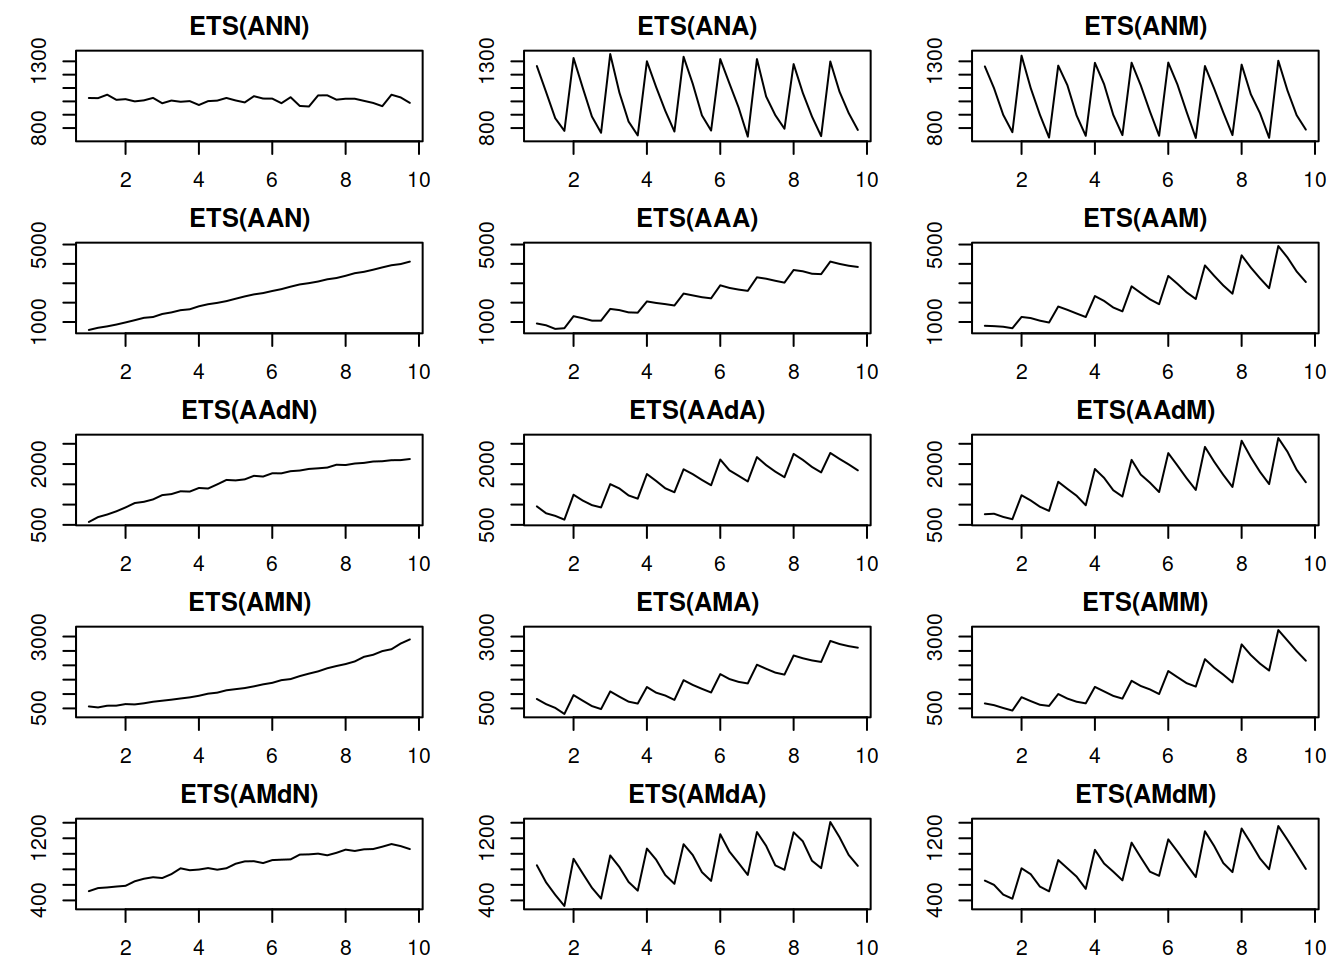 ETS(ANN) ETS(ANA) ETS(ANM)
1300 1300 1300
800 800 800
2 4 6 8 10 2 4 6 8 10 2 4 6 8 10
ETS(AAN) ETS(AAA) ETS(AAM)
5000 5000 5000
1000 1000 1000
2 4 6 8 10 2 4 6 8 10 2 4 6 8 10
ETS(AAdN) ETS(AAdA) ETS(AAdM)
2000 2000 2000
500 500 500
2 4 6 8 10 2 4 6 8 10 2 4 6 8 10
ETS(AMN) ETS(AMA) ETS(AMM)
3000 3000 3000
500 500 500
2 4 6 8 10 2 4 6 8 10 2 4 6 8 10
ETS(AMdN) ETS(AMdA) ETS(AMdM)
1200 1200 1200
400 400 400
2 4 6 8 10 2 4 6 8 10 2 4 6 8 10